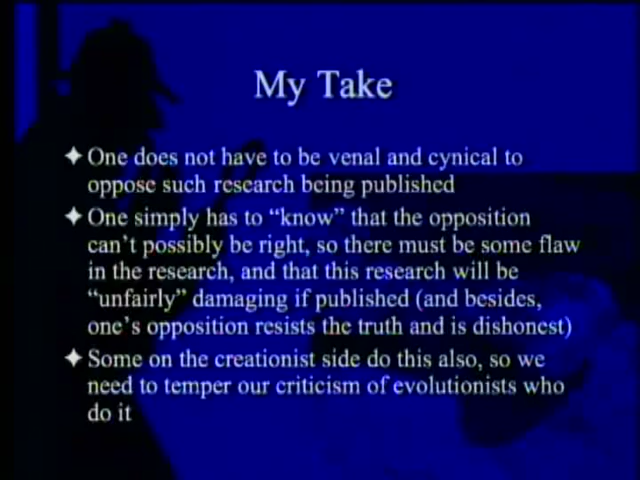 My Take
One does not have to be venal and cynical to
oppose such research being published
One simply has to “know” that the opposition
can’t possibly be right, so there must be some flaw
in the research, and that this research will be
“unfairly” damaging if published (and besides,
one’s opposition resists the truth and is dishonest)
Some on the creationist side do this also, so we
need to temper our criticism of evolutionists who
do it